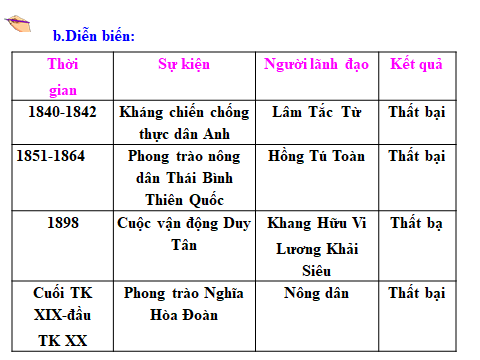 b.Diễn biến:
Thời gian Sự kiện Người lãnh đạo Kết quả
1840-1842 Kháng chiến chống thực dân Anh Lâm Tắc Từ Thất bại
1851-1864 Phong trào nông dân Thái Bình Thiên Quốc Hồng Tú Toàn Thất bại
1898 Cuộc vận động Duy Tân Khang Hữu Vi Lương Khải Siêu Thất bạ
Cuối TK XIX-đầu TK XX Phong trào Nghĩa Hòa Đoàn Nông dân Thất bại